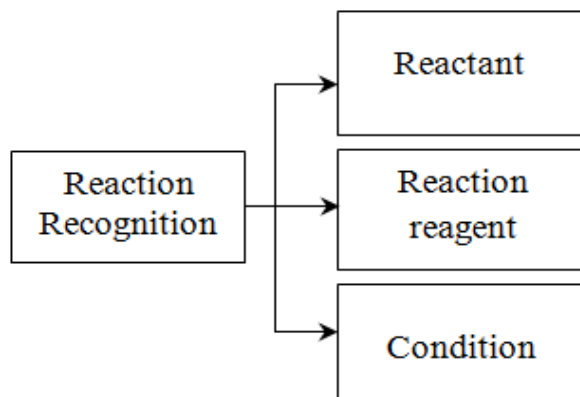 Reaction
Recognition
Reactant
Reaction
reagent
Condition